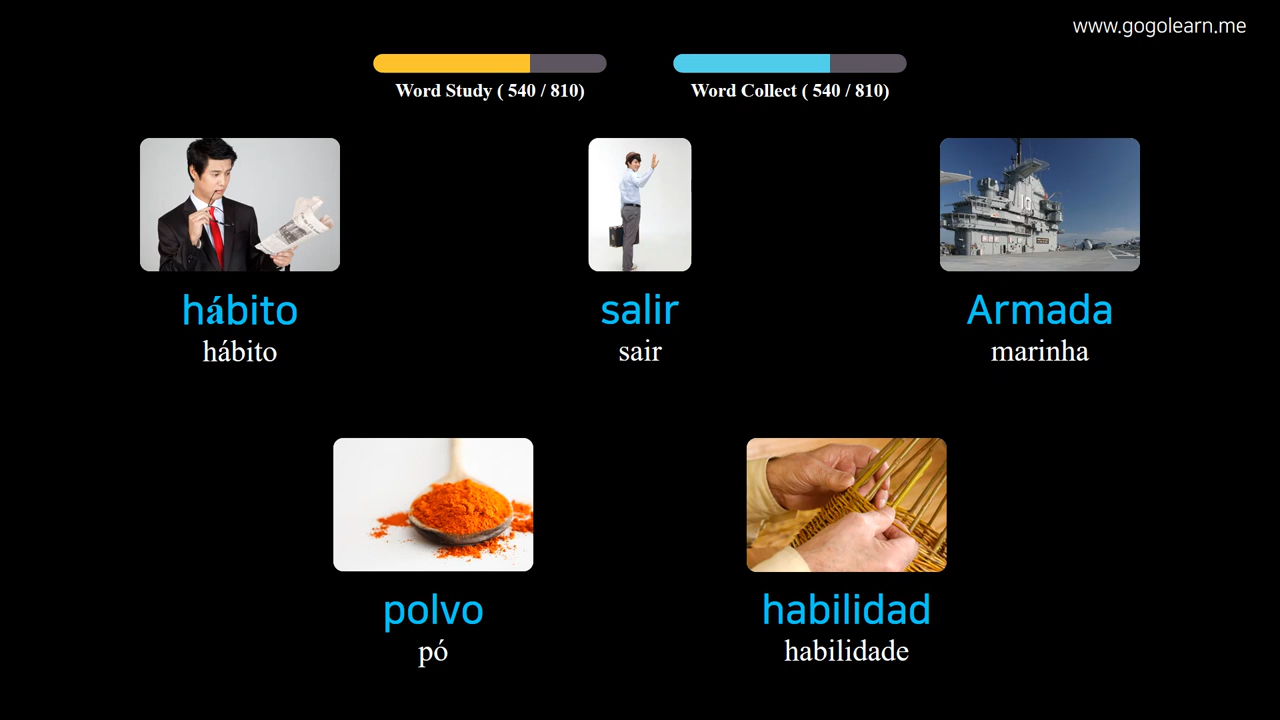 www.gogolearn.me
Word Study ( 540 / 810)
Word Collect ( 540 / 810)
hábito
hábito
salir
sair
Armada
marinha
polvo
pó
habilidad
habilidade